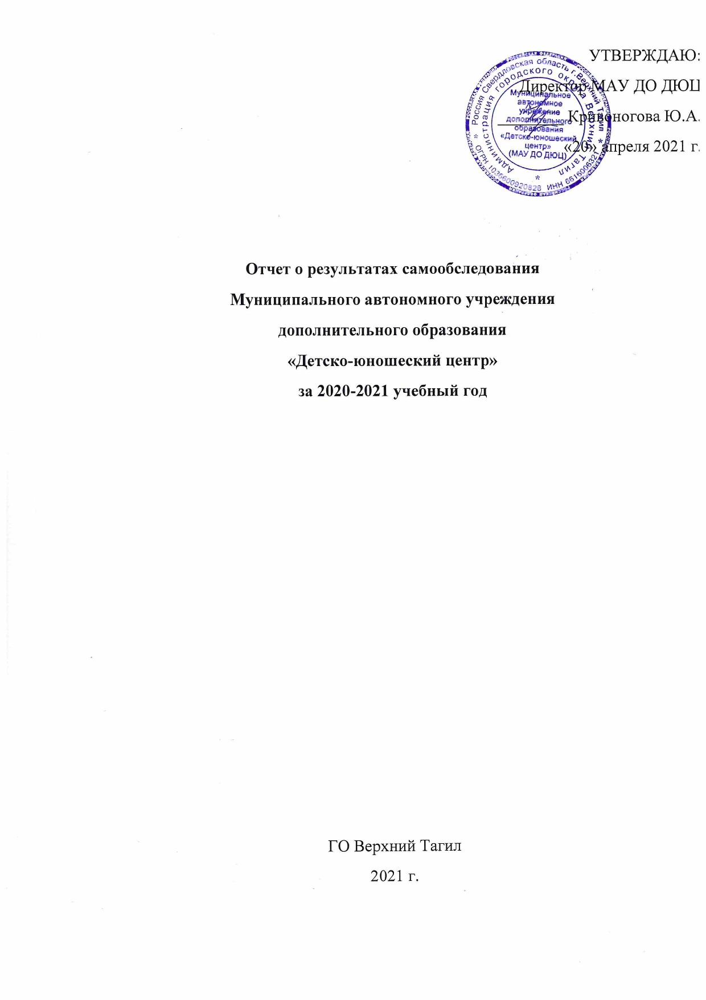 УТВЕРЖДАЮ:
Директор МАУ ДО ДЮЦ
Кривоногова Ю.А.
«20» апреля 2021 г.
Россия Свердловская область г.Верхний Тагил
* ОГРН 1036600920828 ИНН 6616006321 *
Администрация городского округа Верхний Тагил
*
Муниципальное
автономное
учреждение
дополнительного
образования
«Детско-юношеский
центр»
(МАУ ДО ДЮЦ)
Отчет о результатах самообследования
Муниципального автономного учреждения
дополнительного образования
«Детско-юношеский центр»
за 2020-2021 учебный год
ГО Верхний Тагил
2021 г.